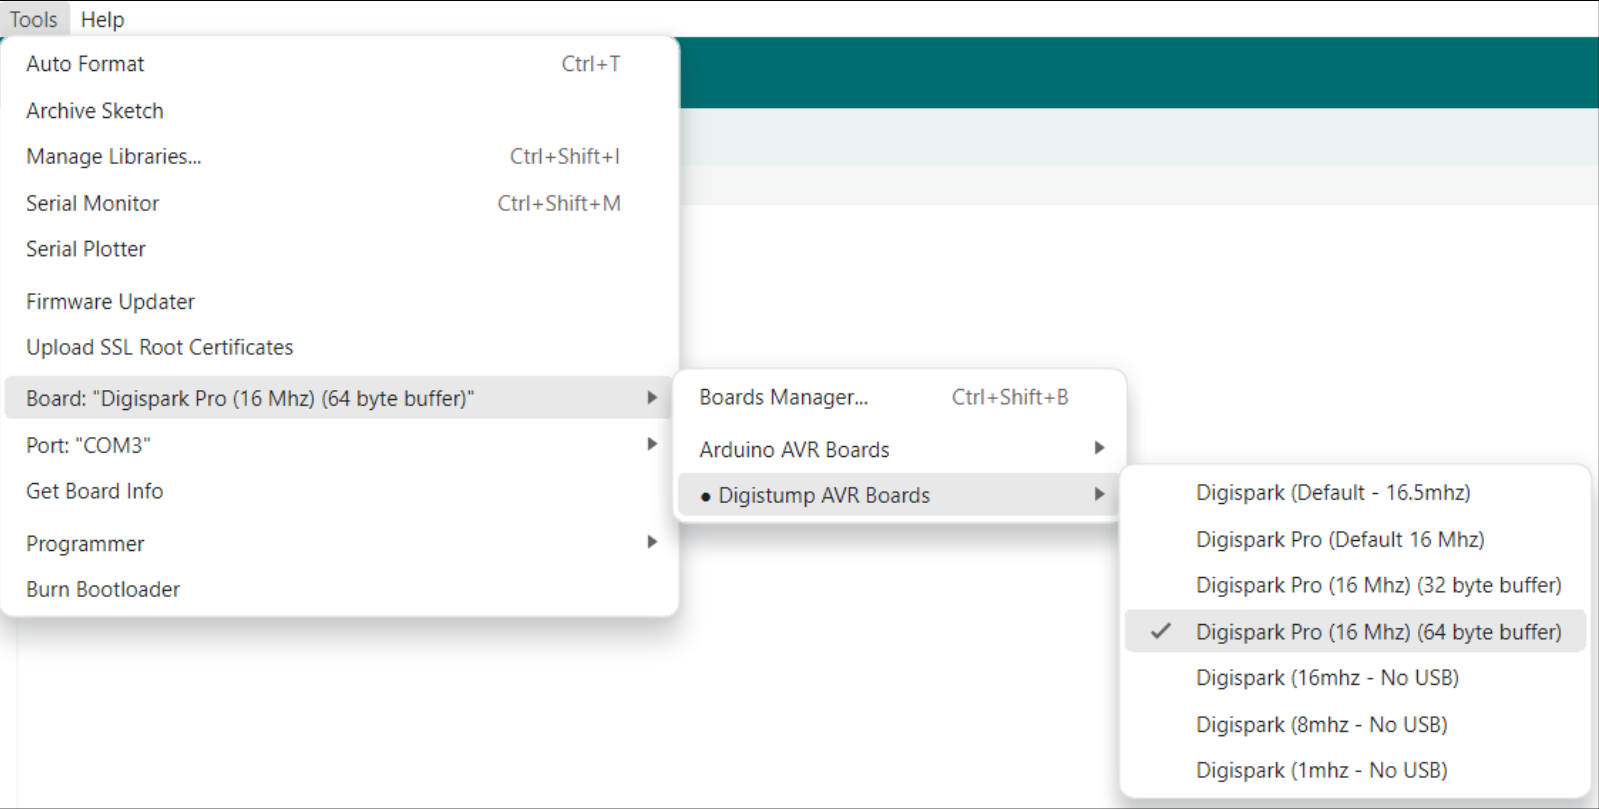 Tools Help
Auto Format Ctrl+T
Archive Sketch
Manage Libraries... Ctrl+Shift+I
Serial Monitor Ctrl+Shift+M
Serial Plotter
Firmware Updater
Upload SSL Root Certificates
Board: "Digispark Pro (16 Mhz) (64 byte buffer)"
Port: "COM3"
Get Board Info
Programmer
Burn Bootloader
Boards Manager... Ctrl+Shift+B
Arduino AVR Boards
● Digistump AVR Boards
Digispark (Default - 16.5mhz)
Digispark Pro (Default 16 Mhz)
Digispark Pro (16 Mhz) (32 byte buffer)
Digispark Pro (16 Mhz) (64 byte buffer)
Digispark (16mhz - No USB)
Digispark (8mhz - No USB)
Digispark (1mhz - No USB)